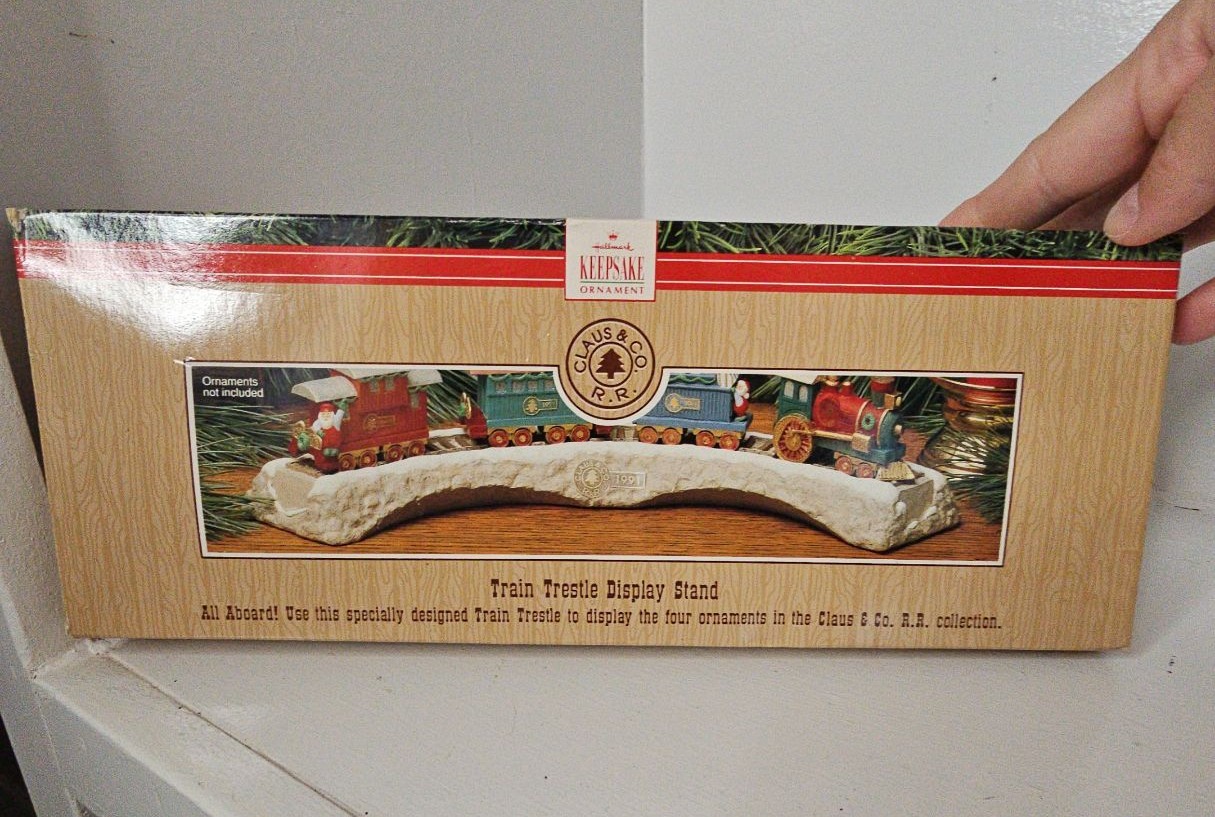 Hallmark
KEEPSAKE
ORNAMENT
CLAUS & CO.
R.R.
Ornaments
not included
1991
Train Trestle Display Stand
All Aboard! Use this specially designed Train Trestle to display the four ornaments in the Claus & Co. R.R. collection.